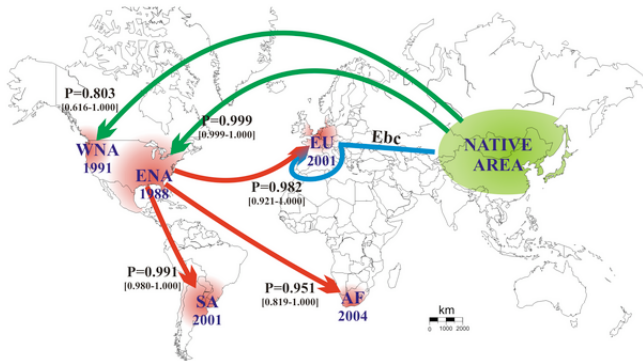 P=0.803
[0.616-1.000]
WNA
1991
P=0.999
[0.999-1.000]
ENA
1988
EU
2001
Ebc
NATIVE
AREA
P=0.982
[0.921-1.000]
P=0.991
[0.980-1.000]
SA
2001
P=0.951
[0.819-1.000]
AF
2004
km
0 1000 2000